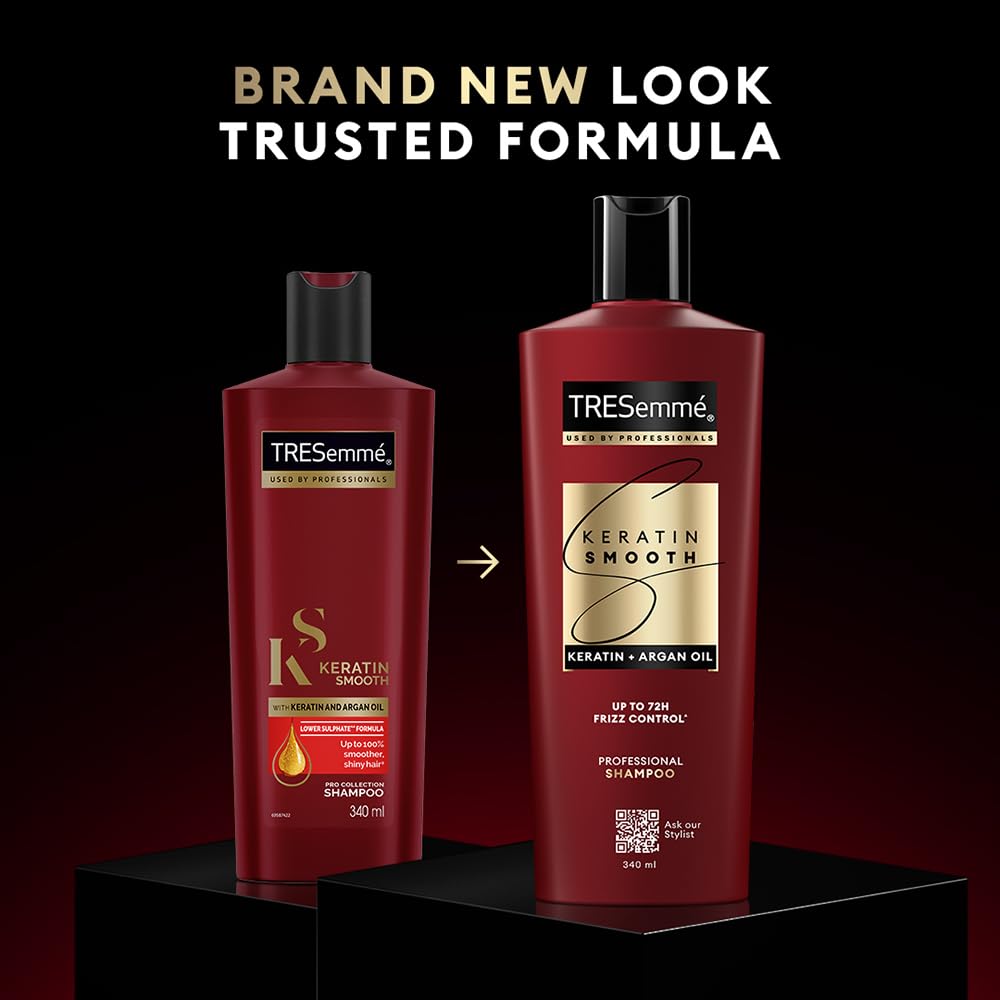 BRAND NEW LOOK
TRUSTED FORMULA
TRESemmé®
USED BY PROFESSIONALS
KS KERATIN
SMOOTH
WITH KERATIN AND ARGAN OIL
LOWER SULPHATE** FORMULA
Up to 100%
smoother,
shiny hair*
PRO COLLECTION
SHAMPOO
340 ml
TRESemmé®
USED BY PROFESSIONALS
S
KERATIN
SMOOTH
KERATIN + ARGAN OIL
UP TO 72H
FRIZZ CONTROL*
PROFESSIONAL
SHAMPOO
Ask our
Stylist
340 ml